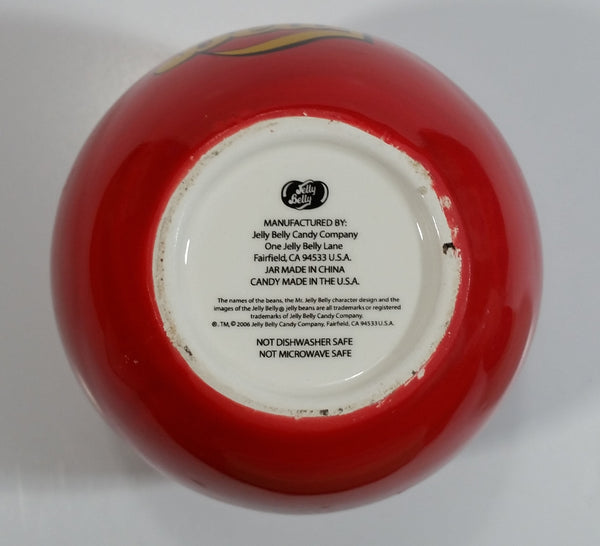 Jelly
Belly
MANUFACTURED BY:
Jelly Belly Candy Company
One Jelly Belly Lane
Fairfield, CA 94533 U.S.A.
JAR MADE IN CHINA
CANDY MADE IN THE U.S.A.
The names of the beans, the Mr. Jelly Belly character design and the
images of the Jelly Belly® jelly beans are all trademarks or registered
trademarks of Jelly Belly Candy Company.
®, TM, © 2006 Jelly Belly Candy Company, Fairfield, CA 94533 U.S.A.
NOT DISHWASHER SAFE
NOT MICROWAVE SAFE